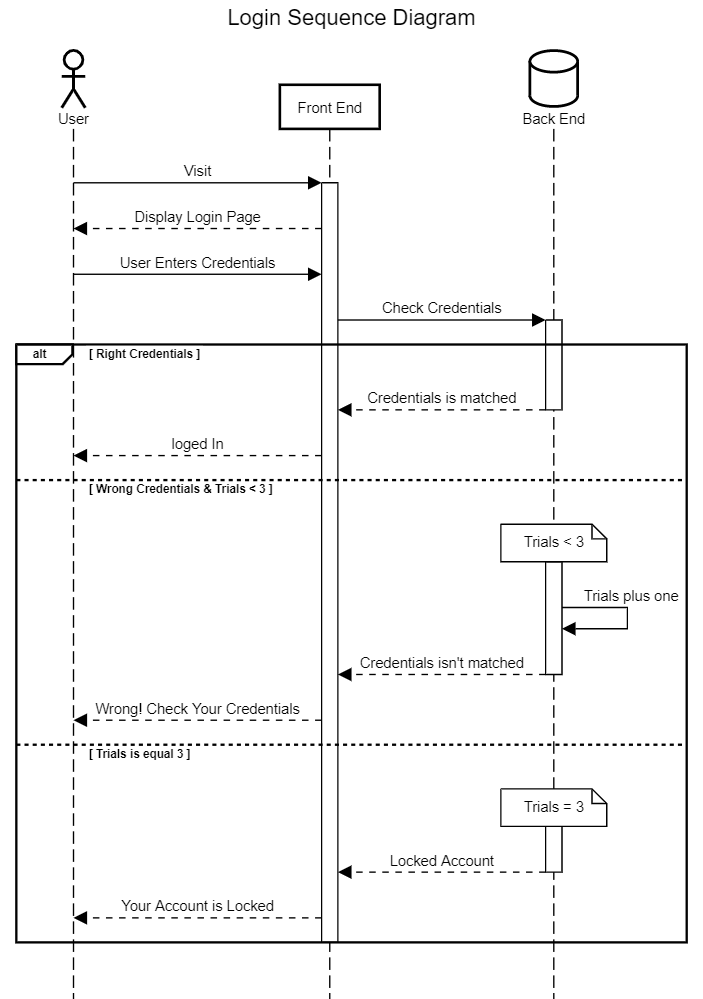 Login Sequence Diagram
User
Front End
Back End
Visit
Display Login Page
User Enters Credentials
Check Credentials
alt
[ Right Credentials ]
Credentials is matched
loged In
[ Wrong Credentials & Trials < 3 ]
Trials < 3
Trials plus one
Credentials isn't matched
Wrong! Check Your Credentials
[ Trials is equal 3 ]
Trials = 3
Locked Account
Your Account is Locked